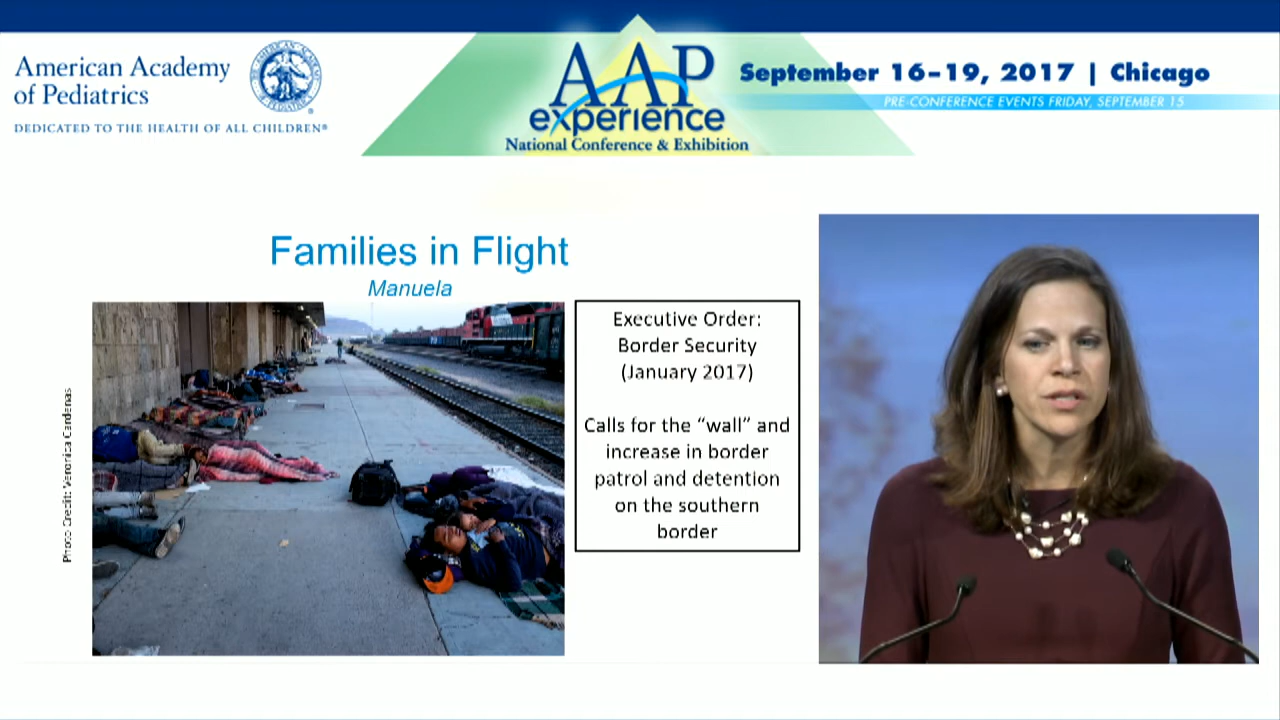 American Academy
of Pediatrics
DEDICATED TO THE HEALTH OF ALL CHILDREN®
AAP
experience
National Conference & Exhibition
September 16–19, 2017 | Chicago
PRE-CONFERENCE EVENTS FRIDAY, SEPTEMBER 15
Families in Flight
Manuela
Photo Credit: Veronica Cardenas
Executive Order:
Border Security
(January 2017)
Calls for the “wall” and
increase in border
patrol and detention
on the southern
border